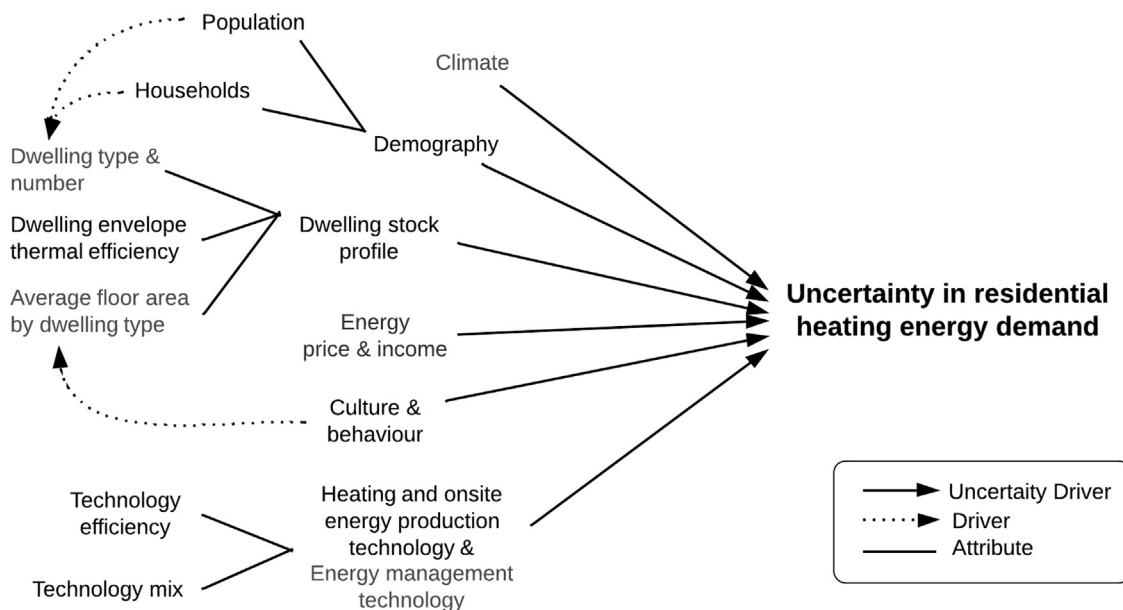 Population
Households
Climate
Demography
Dwelling type &
number
Dwelling envelope
thermal efficiency
Average floor area
by dwelling type
Dwelling stock
profile
Energy
price & income
Culture &
behaviour
Technology
efficiency
Technology mix
Heating and onsite
energy production
technology &
Energy management
technology
Uncertainty in residential
heating energy demand
Uncertaity Driver
Driver
Attribute